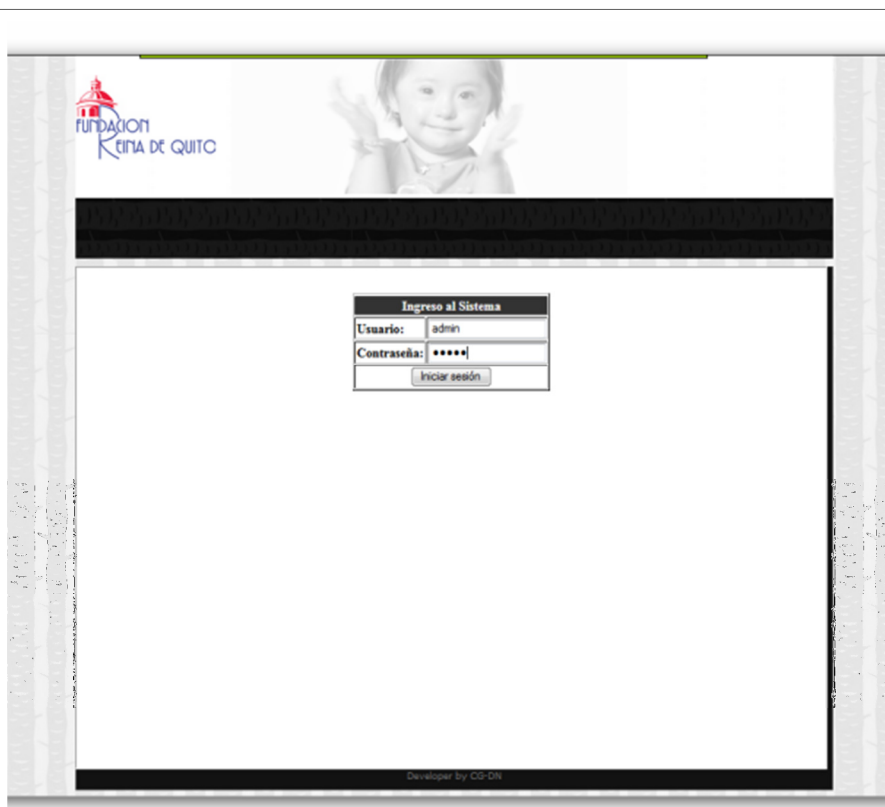 FUNDACION
REINA DE QUITO
Ingreso al Sistema
Usuario: admin
Contraseña: •••••
Iniciar sesión
Developer by CG-DN